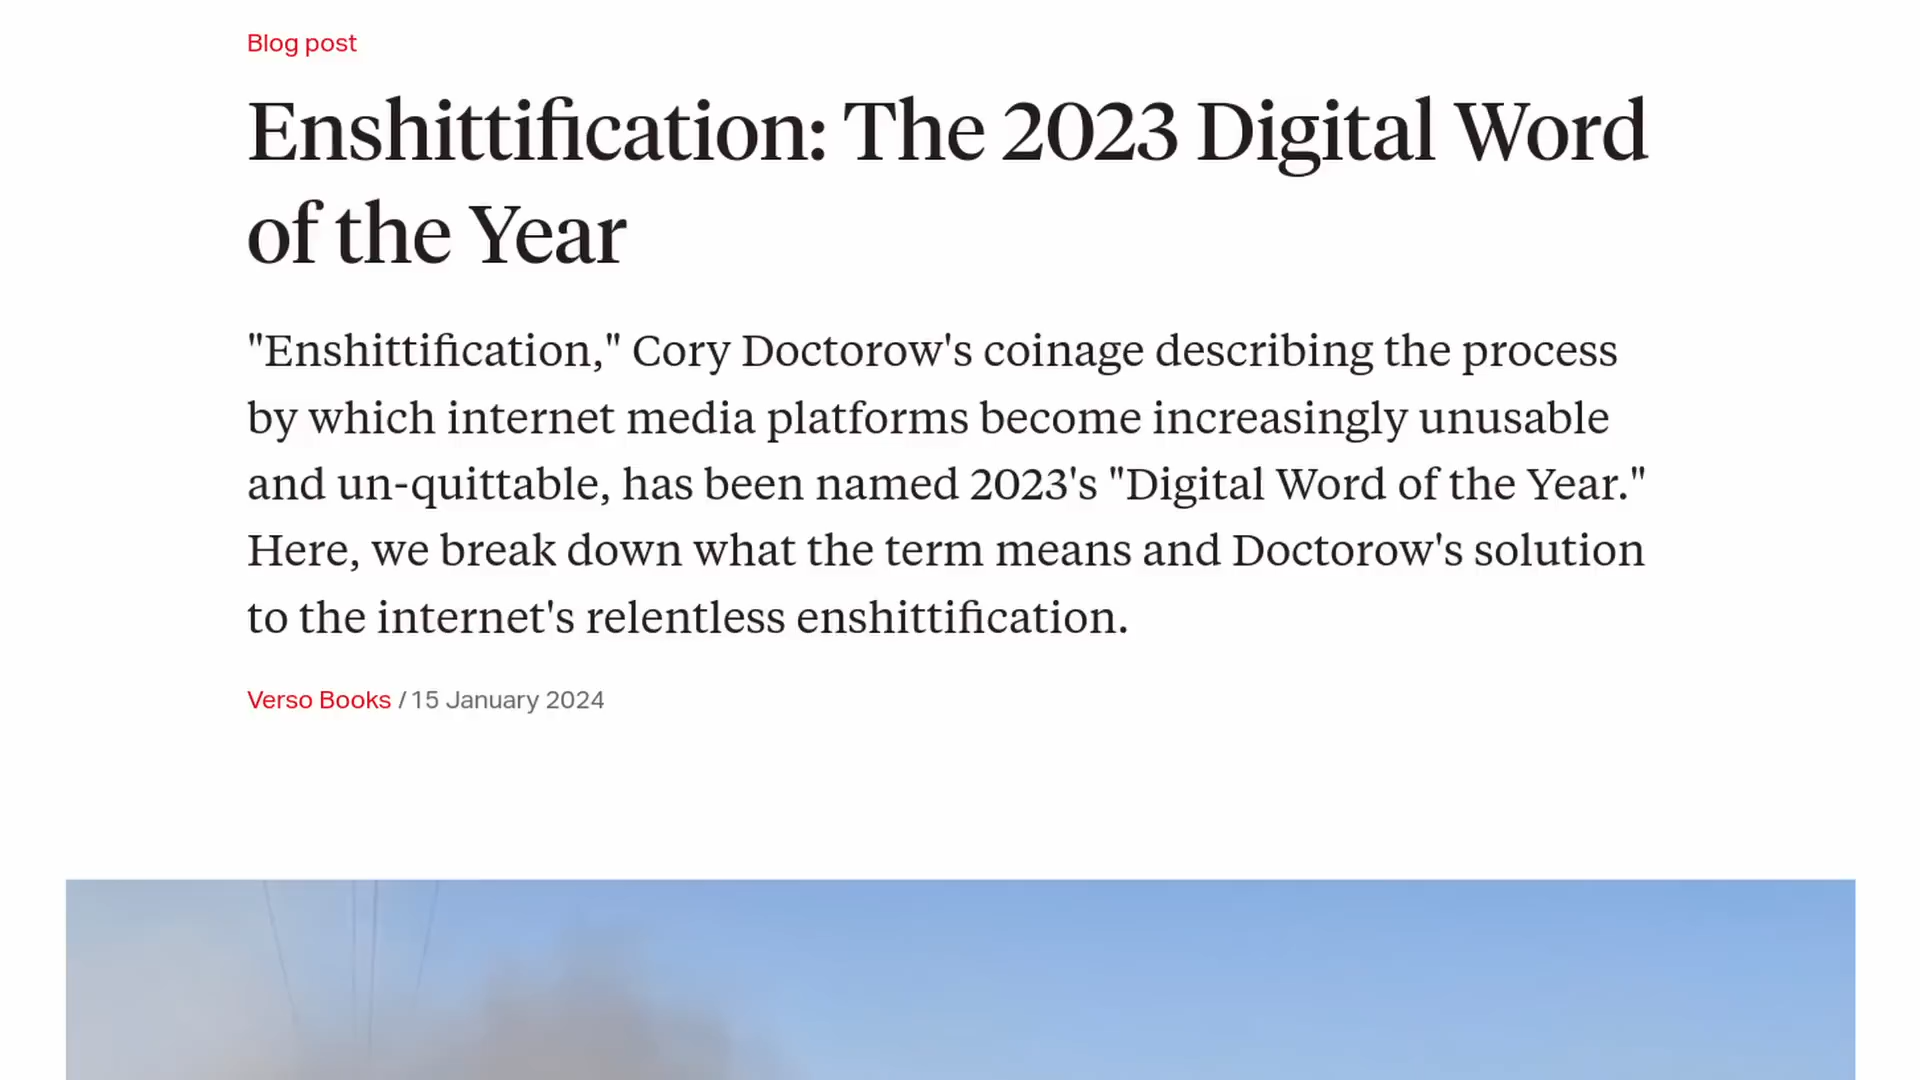 Blog post
Enshittification: The 2023 Digital Word
of the Year
"Enshittification," Cory Doctorow's coinage describing the process
by which internet media platforms become increasingly unusable
and un-quittable, has been named 2023's "Digital Word of the Year."
Here, we break down what the term means and Doctorow's solution
to the internet's relentless enshittification.
Verso Books / 15 January 2024